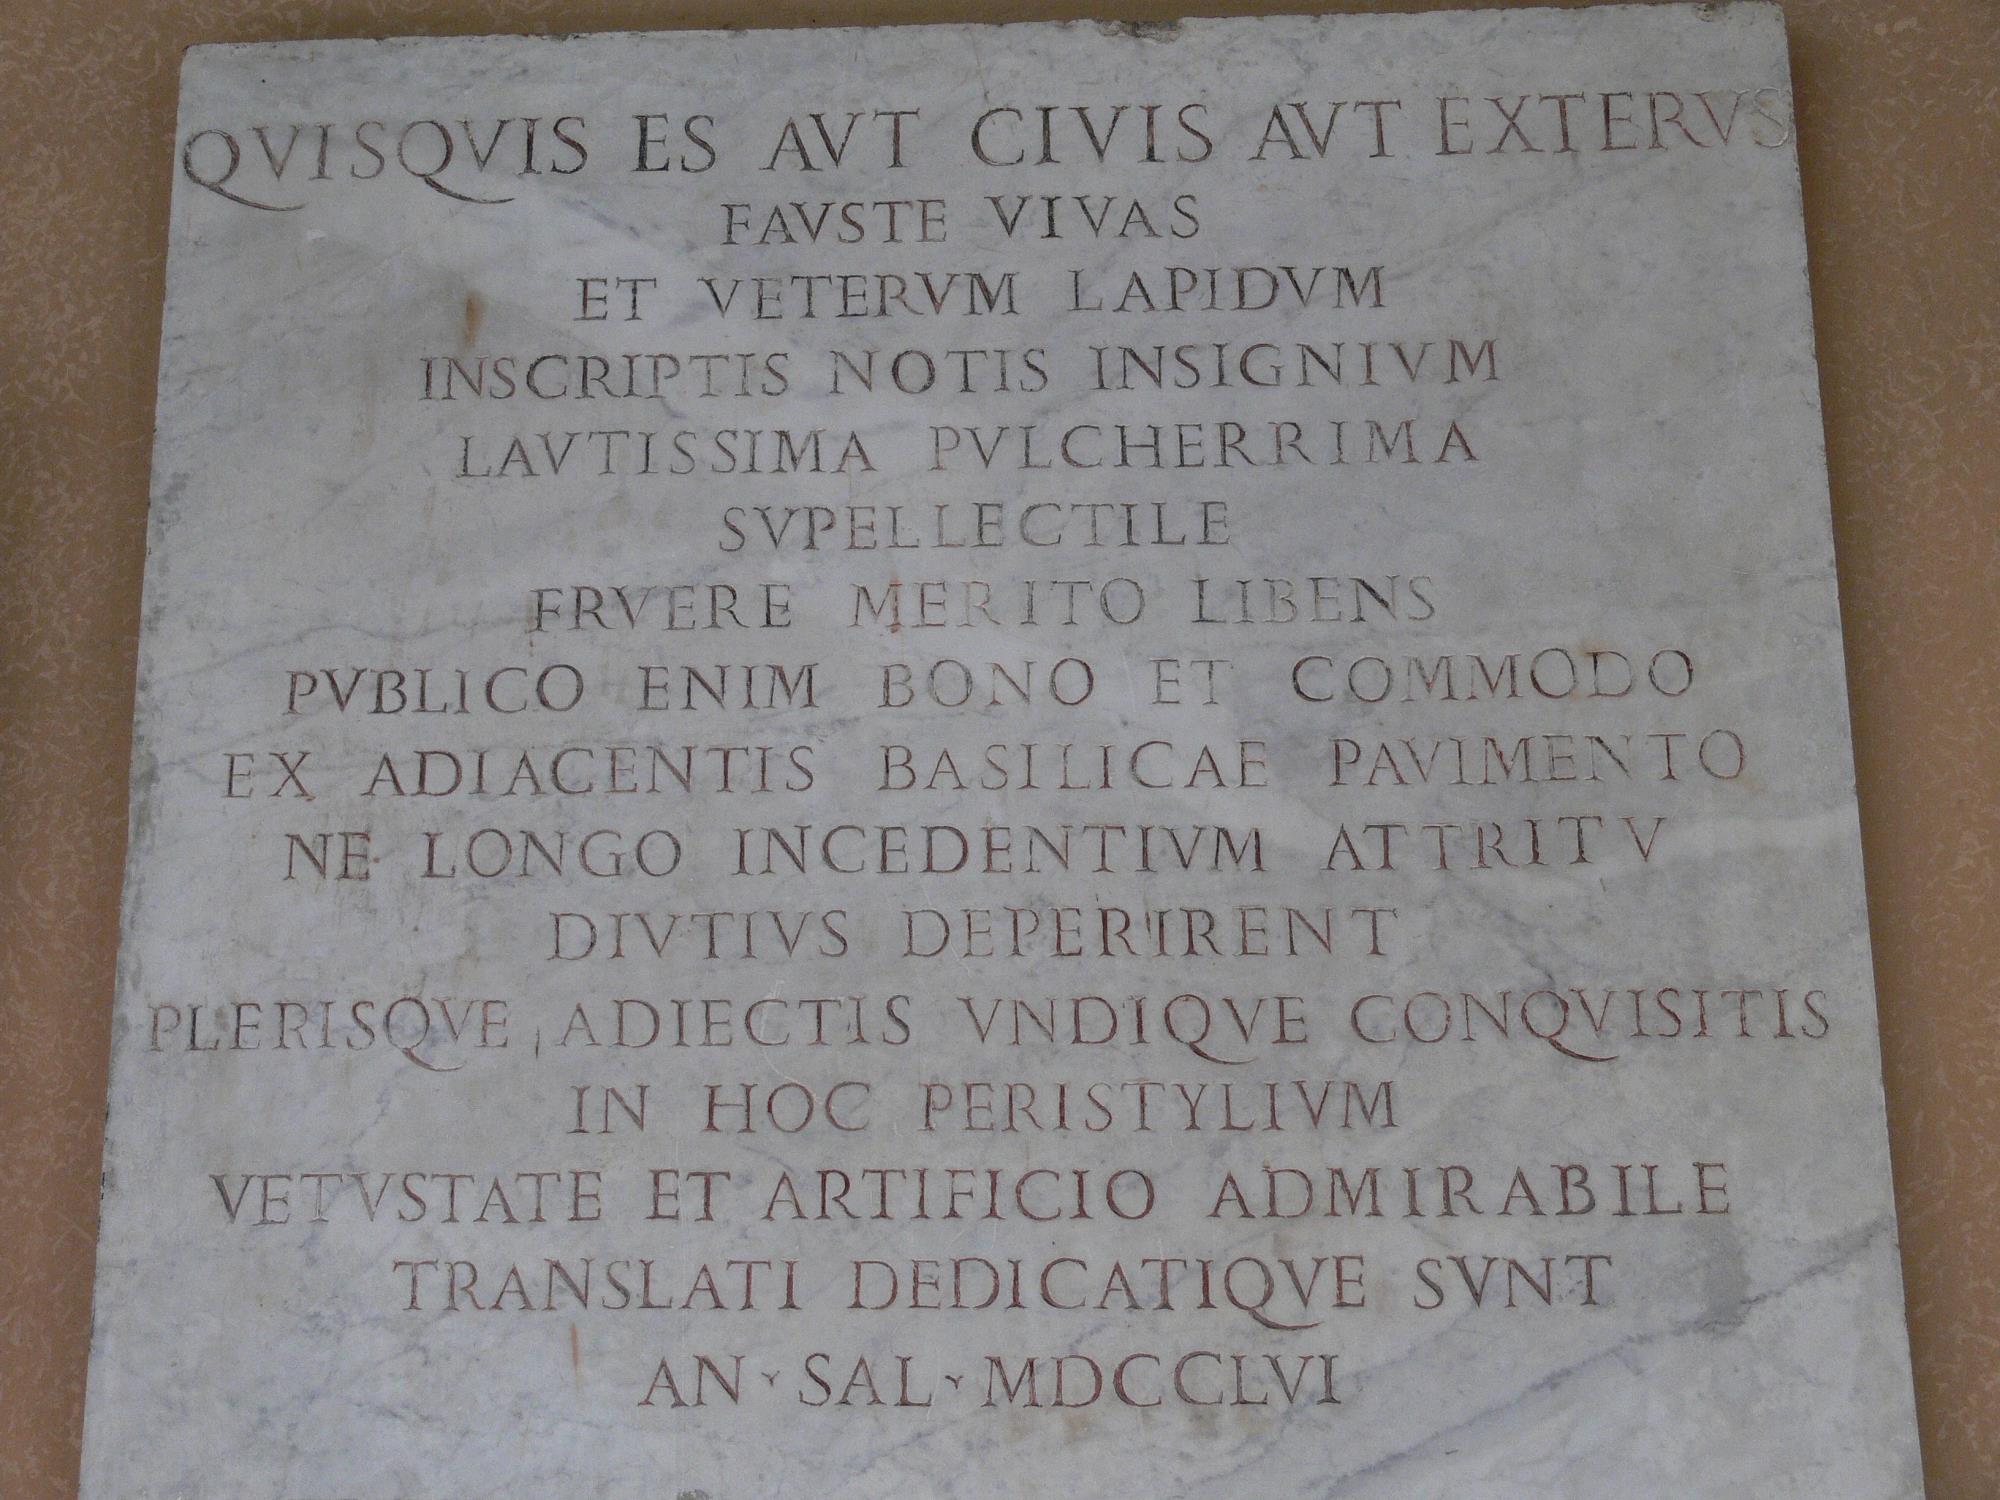 QVISQVIS ES AVT CIVIS AVT EXTERVS
FAVSTE VIVAS
ET VETERVM LAPIDVM
INSCRIPTIS NOTIS INSIGNIVM
LAVTISSIMA PVLCHERRIMA
SVPELLECTILE
FRVERE MERITO LIBENS
PVBLICO ENIM BONO ET COMMODO
EX ADIACENTIS BASILICAE PAVIMENTO
NE LONGO INCEDENTIVM ATTRITV
DIVTIVS DEPERIRENT
PLERISQVE ADIECTIS VNDIQVE CONQVISITIS
IN HOC PERISTYLIVM
VETVSTATE ET ARTIFICIO ADMIRABILE
TRANSLATI DEDICATIQVE SVNT
AN · SAL · MDCCLVI